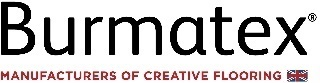 Burmatex®
MANUFACTURERS OF CREATIVE FLOORING